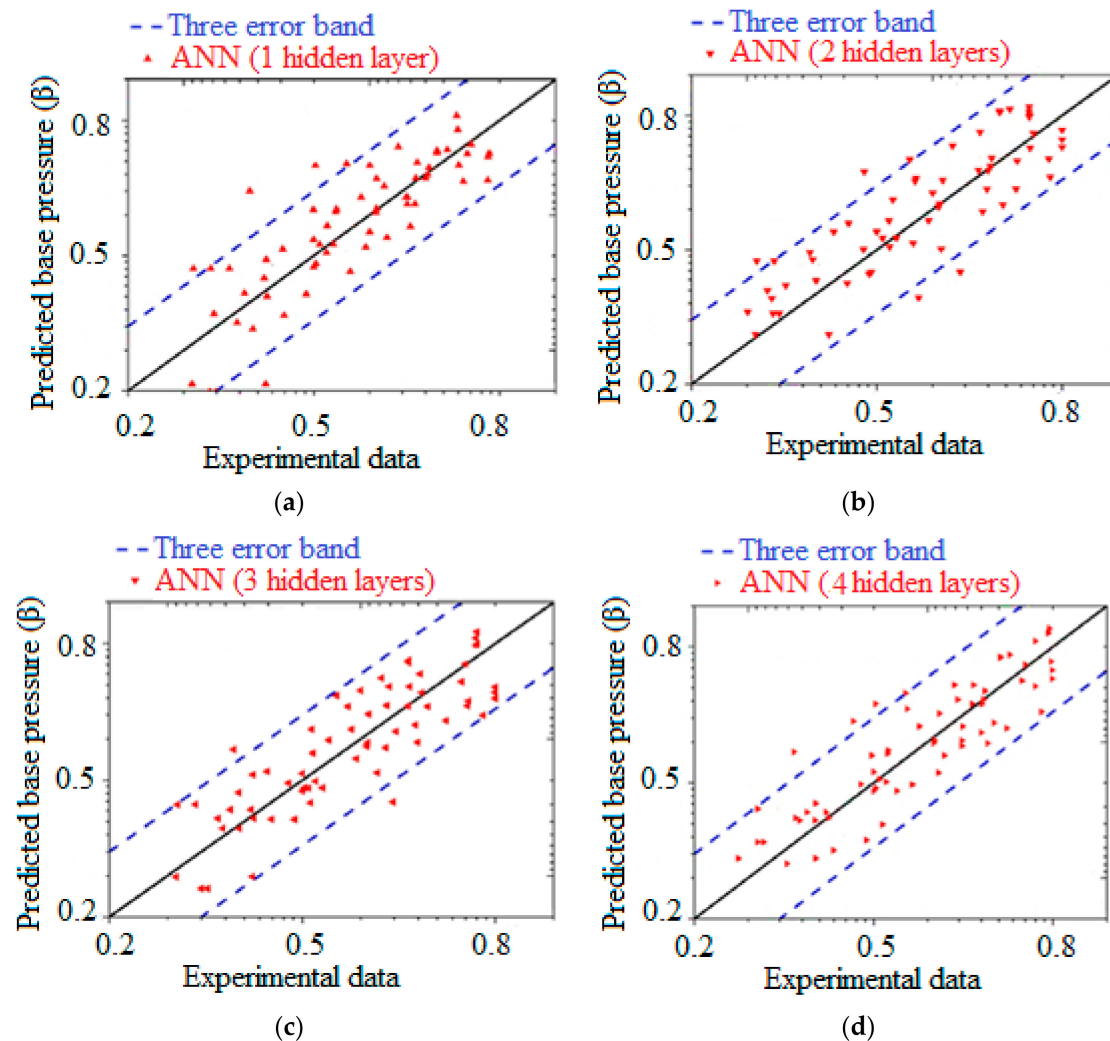 Three error band
ANN (1 hidden layer)
Predicted base pressure (β)
0.8
0.5
0.2
0.2 0.5 0.8
Experimental data
(a)
Three error band
ANN (2 hidden layers)
Predicted base pressure (β)
0.8
0.5
0.2
0.2 0.5 0.8
Experimental data
(b)
Three error band
ANN (3 hidden layers)
Predicted base pressure (β)
0.8
0.5
0.2
0.2 0.5 0.8
Experimental data
(c)
Three error band
ANN (4 hidden layers)
Predicted base pressure (β)
0.8
0.5
0.2
0.2 0.5 0.8
Experimental data
(d)